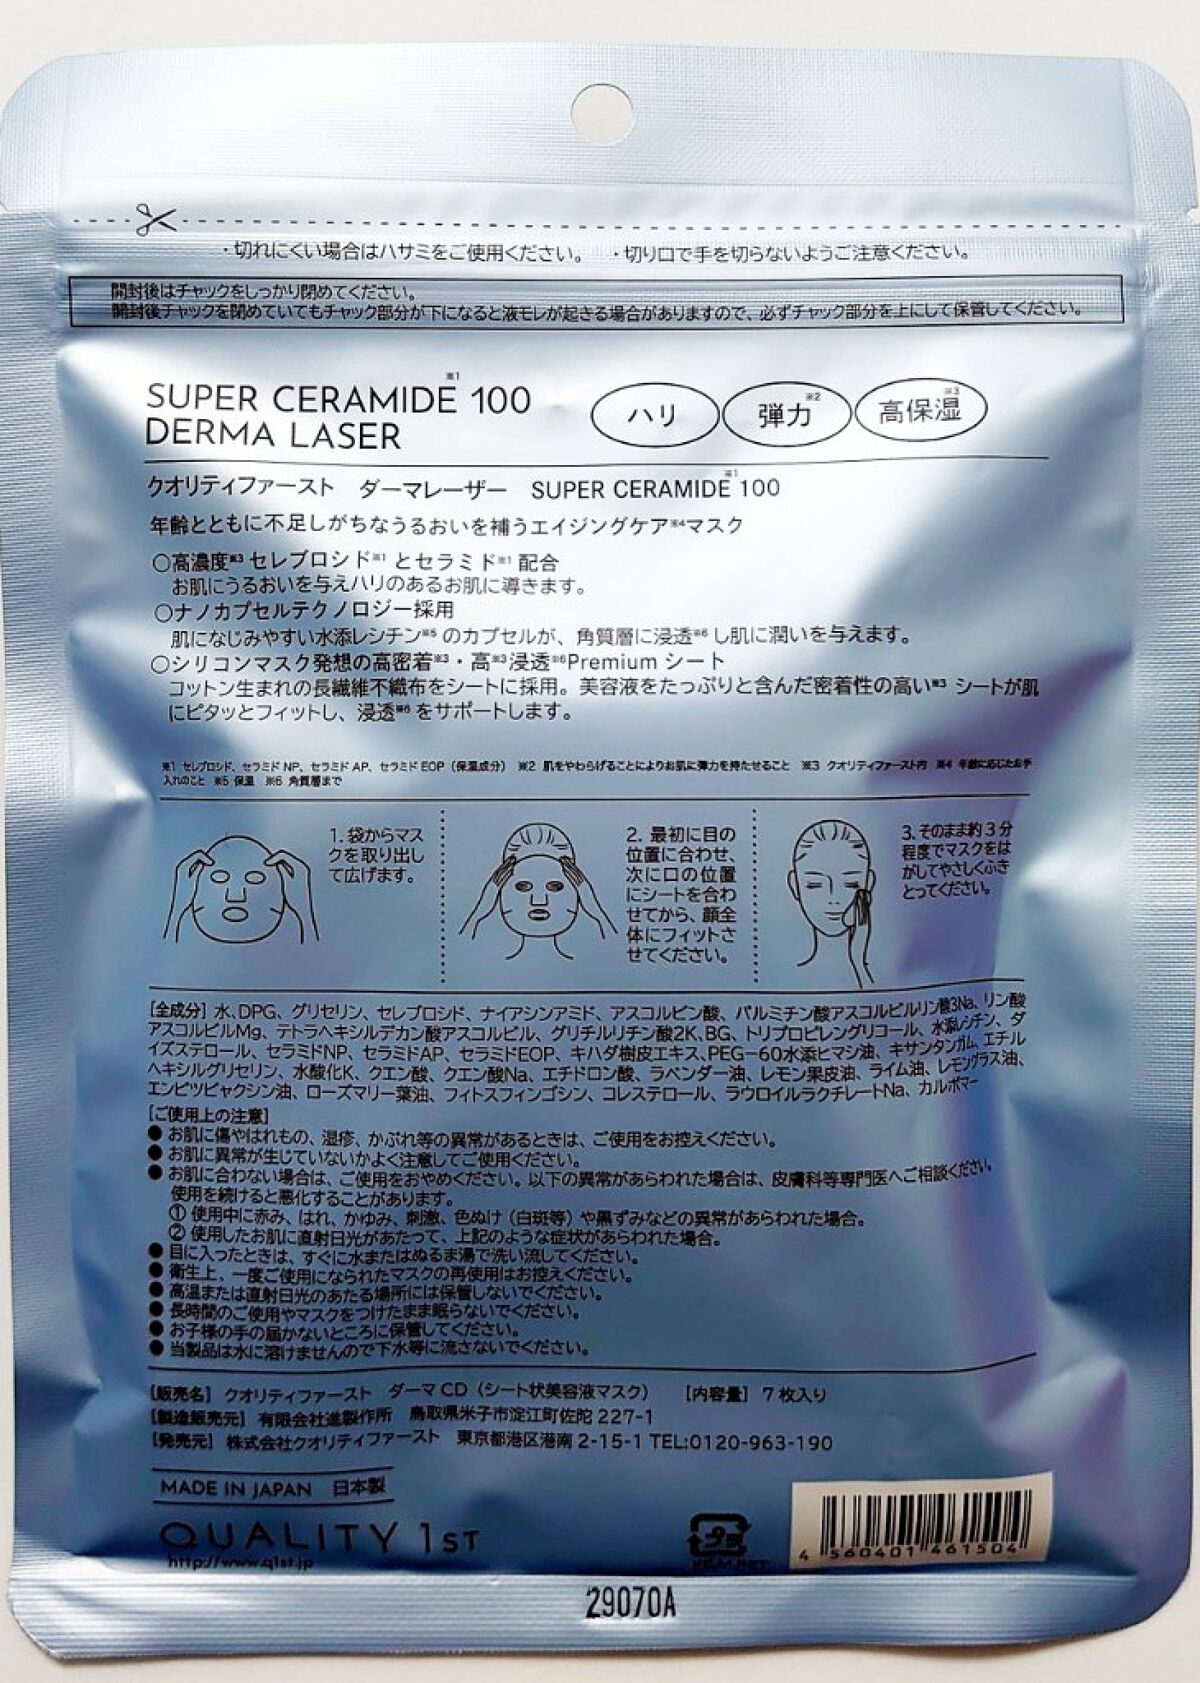 ・切れにくい場合はハサミをご使用ください。 ・切り口で手を切らないようご注意ください。
開封後はチャックをしっかり閉めてください。
開封後チャックを閉めていてもチャック部分が下になると液モレが起きる場合がありますので、必ずチャック部分を上にして保管してください。
SUPER CERAMIDE※1 100
DERMA LASER
ハリ 弾力※2 高保湿※3
クオリティファースト ダーマレーザー SUPER CERAMIDE※1 100
年齢とともに不足しがちなうるおいを補うエイジングケア※4マスク
○高濃度※3 セレブロシド※1 とセラミド※1 配合
お肌にうるおいを与えハリのあるお肌に導きます。
○ナノカプセルテクノロジー採用
肌になじみやすい水添レシチン※5 のカプセルが、角質層に浸透※6 し肌に潤いを与えます。
○シリコンマスク発想の高密着※3・高※3浸透※6Premium シート
コットン生まれの長繊維不織布をシートに採用。美容液をたっぷりと含んだ密着性の高い※3 シートが肌
にピタッとフィットし、浸透※6 をサポートします。
※1 セレブロシド、セラミド NP、セラミド AP、セラミド EOP（保湿成分） ※2 肌をやわらげることによりお肌に弾力を持たせること ※3 クオリティファースト内 ※4 年齢に応じたお手
入れのこと ※5 保湿 ※6 角質層まで
1. 袋からマス
クを取り出し
て広げます。
2. 最初に目の
位置に合わせ、
次に口の位置
にシートを合わ
せてから、顔全
体にフィットさ
せてください。
3. そのまま約 3 分
程度でマスクをは
がしてやさしくふき
とってください。
[全成分] 水、DPG、グリセリン、セレブロシド、ナイアシンアミド、アスコルビン酸、パルミチン酸アスコルビルリン酸3Na、リン酸
アスコルビルMg、テトラヘキシルデカン酸アスコルビル、グリチルリチン酸2K、BG、トリプロピレングリコール、水添レシチン、ダ
イズステロール、セラミドNP、セラミドAP、セラミドEOP、キハダ樹皮エキス、PEG-60水添ヒマシ油、キサンタンガム、エチル
ヘキシルグリセリン、水酸化K、クエン酸、クエン酸Na、エチドロン酸、ラベンダー油、レモン果皮油、ライム油、レモングラス油、
エンピツビャクシン油、ローズマリー葉油、フィトスフィンゴシン、コレステロール、ラウロイルラクチレートNa、カルボマー
[ご使用上の注意]
● お肌に傷やはれもの、湿疹、かぶれ等の異常があるときは、ご使用をお控えください。
● お肌に異常が生じていないかよく注意してご使用ください。
● お肌に合わない場合は、ご使用をおやめください。以下の異常があらわれた場合は、皮膚科等専門医へご相談ください。
使用を続けると悪化することがあります。
① 使用中に赤み、はれ、かゆみ、刺激、色ぬけ（白斑等）や黒ずみなどの異常があらわれた場合。
② 使用したお肌に直射日光があたって、上記のような症状があらわれた場合。
● 目に入ったときは、すぐに水またはぬるま湯で洗い流してください。
● 衛生上、一度ご使用になられたマスクの再使用はお控えください。
● 高温または直射日光のあたる場所には保管しないでください。
● 長時間のご使用やマスクをつけたまま眠らないでください。
● お子様の手の届かないところに保管してください。
● 当製品は水に溶けませんので下水等に流さないでください。
[販売名] クオリティファースト ダーマ CD（シート状美容液マスク） [内容量] 7 枚入り
[製造販売元] 有限会社進製作所 鳥取県米子市淀江町佐陀 227-1
[発売元] 株式会社クオリティファースト 東京都港区港南 2-15-1 TEL:0120-963-190
MADE IN JAPAN 日本製
QUALITY 1ST
http://www.q1st.jp
プラ
4 560401 461504
29070A